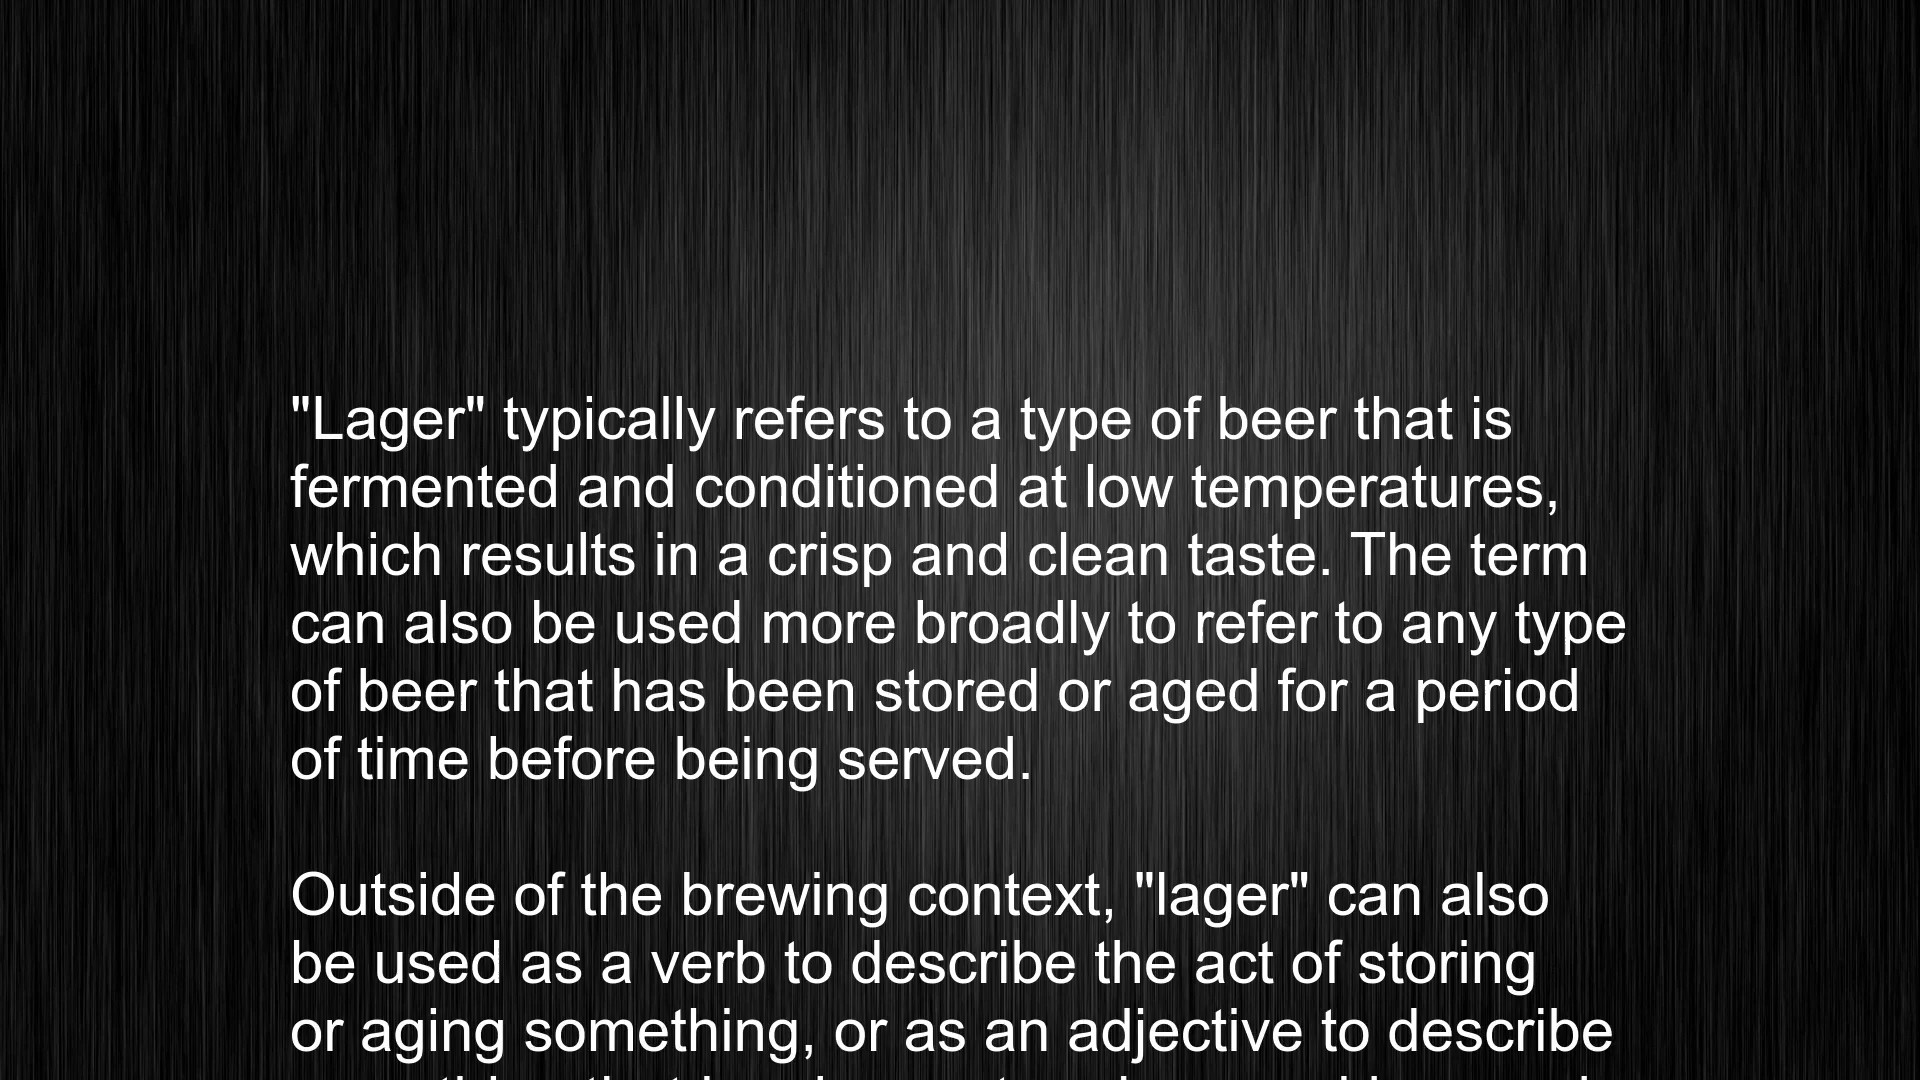 "Lager" typically refers to a type of beer that is
fermented and conditioned at low temperatures,
which results in a crisp and clean taste. The term
can also be used more broadly to refer to any type
of beer that has been stored or aged for a period
of time before being served.
Outside of the brewing context, "lager" can also
be used as a verb to describe the act of storing
or aging something, or as an adjective to describe